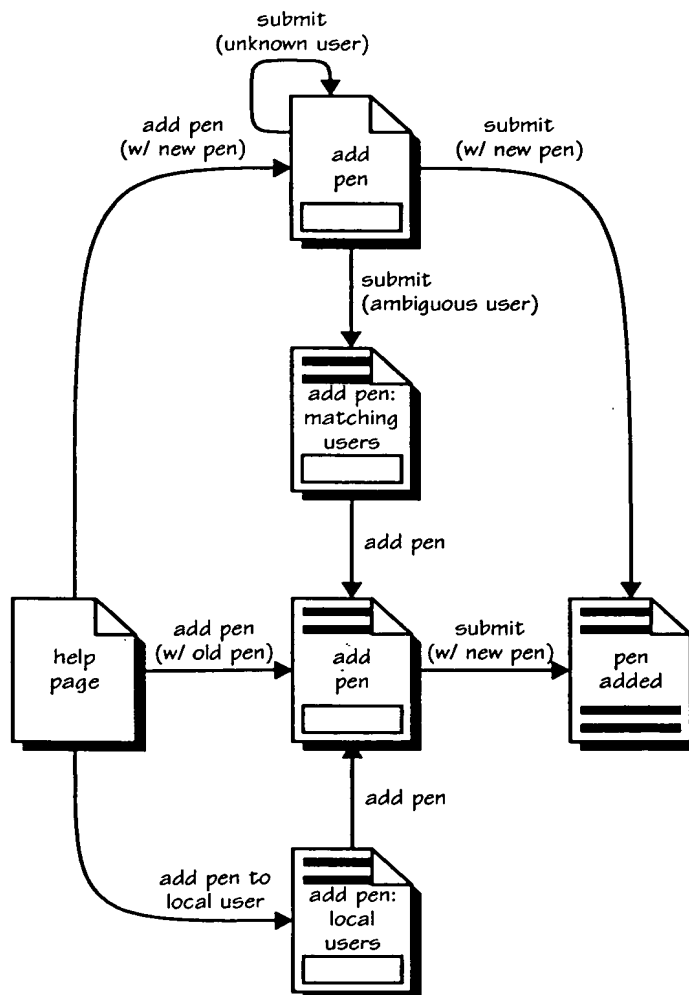 submit
(unknown user)
add pen
(w/ new pen)
add
pen
submit
(w/ new pen)
submit
(ambiguous user)
add pen:
matching
users
add pen
help
page
add pen
(w/ old pen)
add
pen
submit
(w/ new pen)
pen
added
add pen
add pen to
local user
add pen:
local
users